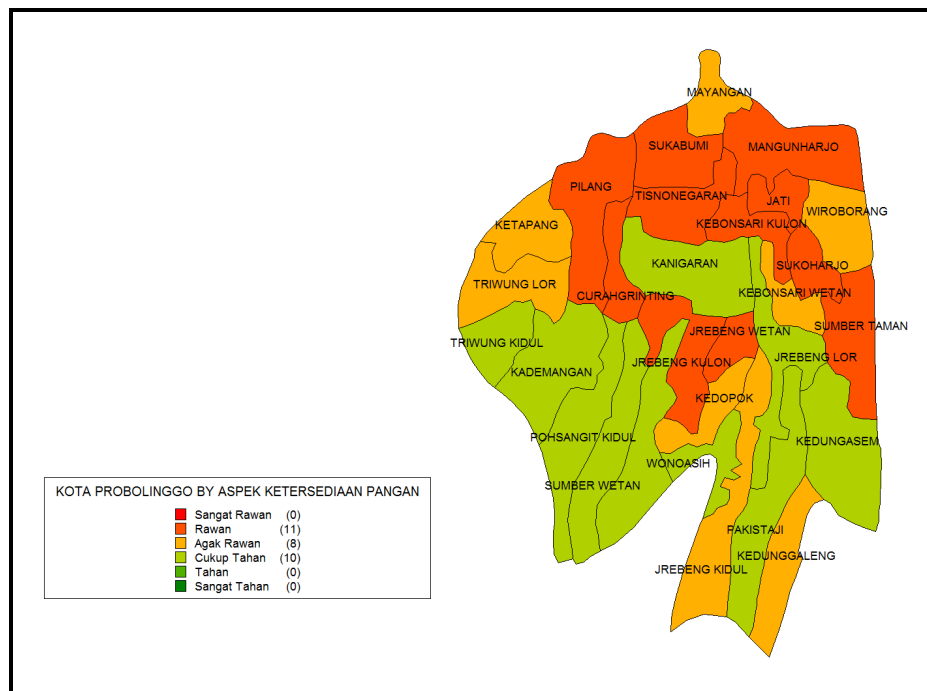 MAYANGAN
SUKABUMI
MANGUNHARJO
PILANG
TISNONEGARAN
JATI
WIROBORANG
KETAPANG
KEBONSARI KULON
KANIGARAN
SUKOHARJO
TRIWUNG LOR
CURAHGRINTING
KEBONSARI WETAN
SUMBER TAMAN
JREBENG WETAN
TRIWUNG KIDUL
JREBENG LOR
JREBENG KULON
KADEMANGAN
KEDOPOK
POHSANGIT KIDUL
KEDUNGASEM
WONOASIH
SUMBER WETAN
PAKISTAJI
KEDUNGGALENG
JREBENG KIDUL
KOTA PROBOLINGGO BY ASPEK KETERSEDIAAN PANGAN
Sangat Rawan (0)
Rawan (11)
Agak Rawan (8)
Cukup Tahan (10)
Tahan (0)
Sangat Tahan (0)